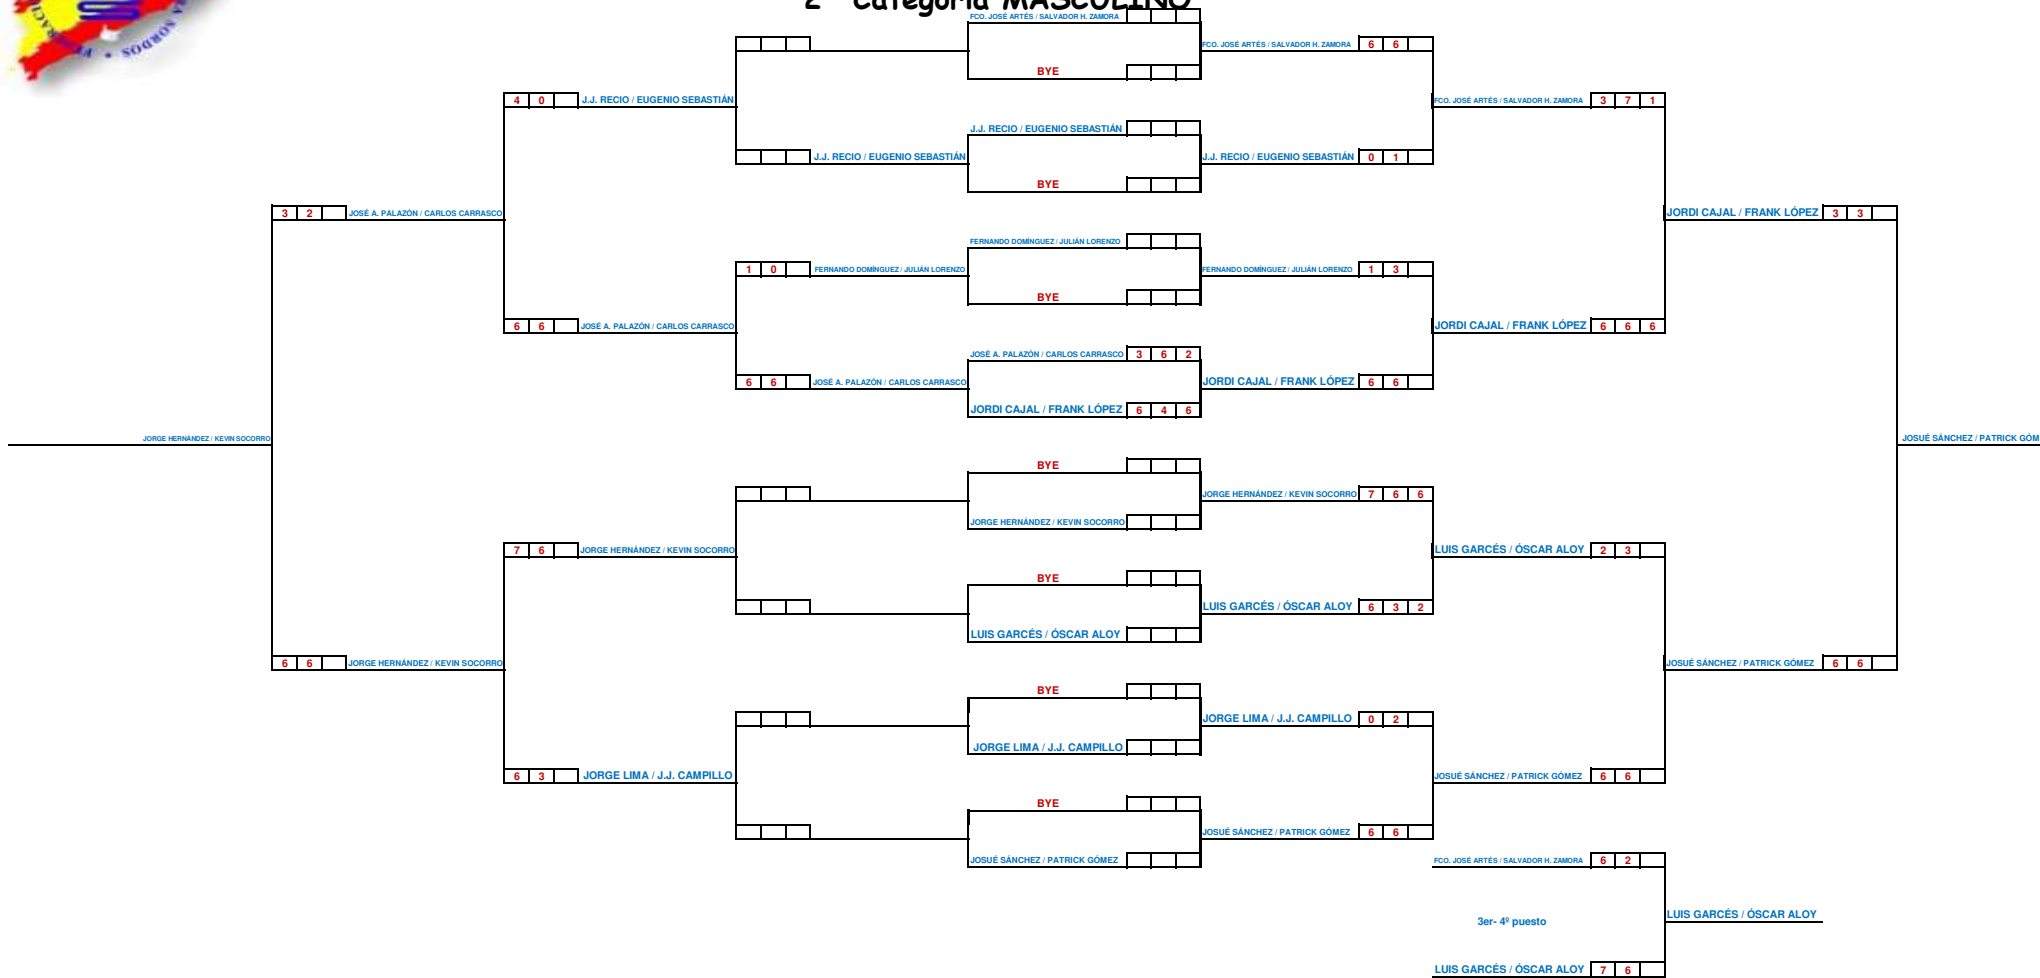 2ª Categoría MASCULINO
SORDOS *
FCO. JOSÉ ARTÉS / SALVADOR H. ZAMORA
FCO. JOSÉ ARTÉS / SALVADOR H. ZAMORA 6 6
BYE
4 0 J.J. RECIO / EUGENIO SEBASTIÁN
FCO. JOSÉ ARTÉS / SALVADOR H. ZAMORA 3 7 1
J.J. RECIO / EUGENIO SEBASTIÁN
J.J. RECIO / EUGENIO SEBASTIÁN
J.J. RECIO / EUGENIO SEBASTIÁN 0 1
BYE
3 2 JOSÉ A. PALAZÓN / CARLOS CARRASCO
JORDI CAJAL / FRANK LÓPEZ 3 3
FERNANDO DOMÍNGUEZ / JULIÁN LORENZO
1 0 FERNANDO DOMÍNGUEZ / JULIÁN LORENZO
FERNANDO DOMÍNGUEZ / JULIÁN LORENZO 1 3
BYE
6 6 JOSÉ A. PALAZÓN / CARLOS CARRASCO
JORDI CAJAL / FRANK LÓPEZ 6 6 6
JOSÉ A. PALAZÓN / CARLOS CARRASCO 3 6 2
6 6 JOSÉ A. PALAZÓN / CARLOS CARRASCO
JORDI CAJAL / FRANK LÓPEZ 6 6
JORDI CAJAL / FRANK LÓPEZ 6 4 6
JORGE HERNÁNDEZ / KEVIN SOCORRO
JOSUÉ SÁNCHEZ / PATRICK GÓM
BYE
JORGE HERNÁNDEZ / KEVIN SOCORRO 7 6 6
JORGE HERNÁNDEZ / KEVIN SOCORRO
7 6 JORGE HERNÁNDEZ / KEVIN SOCORRO
LUIS GARCÉS / ÓSCAR ALOY 2 3
BYE
LUIS GARCÉS / ÓSCAR ALOY 6 3 2
LUIS GARCÉS / ÓSCAR ALOY
6 6 JORGE HERNÁNDEZ / KEVIN SOCORRO
JOSUÉ SÁNCHEZ / PATRICK GÓMEZ 6 6
BYE
JORGE LIMA / J.J. CAMPILLO 0 2
JORGE LIMA / J.J. CAMPILLO
6 3 JORGE LIMA / J.J. CAMPILLO
JOSUÉ SÁNCHEZ / PATRICK GÓMEZ 6 6
BYE
JOSUÉ SÁNCHEZ / PATRICK GÓMEZ 6 6
JOSUÉ SÁNCHEZ / PATRICK GÓMEZ
FCO. JOSÉ ARTÉS / SALVADOR H. ZAMORA 6 2
3er- 4º puesto
LUIS GARCÉS / ÓSCAR ALOY
LUIS GARCÉS / ÓSCAR ALOY 7 6